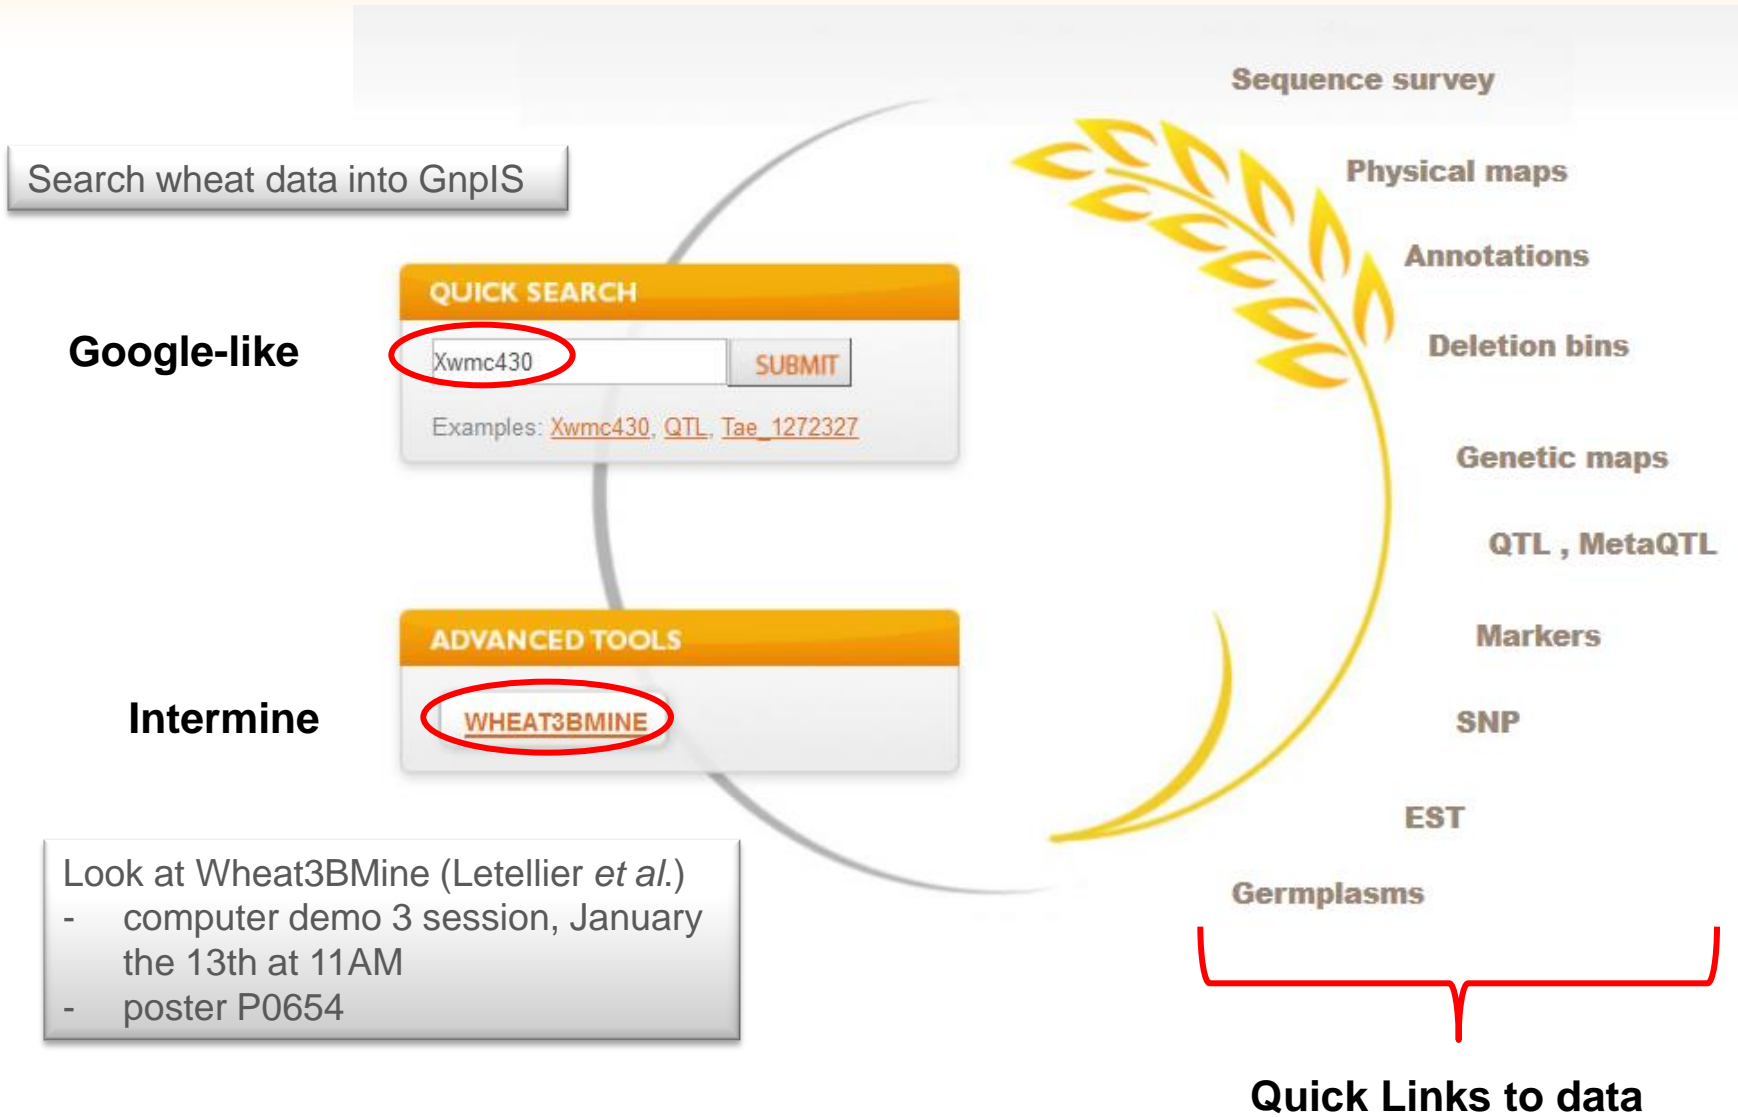 Sequence survey
Search wheat data into GnpIS
Physical maps
Annotations
QUICK SEARCH
Google-like
Xwmc430
SUBMIT
Deletion bins
Examples: Xwmc430, QTL, Tae_1272327
Genetic maps
QTL , MetaQTL
ADVANCED TOOLS
Markers
Intermine
WHEAT3BMINE
SNP
EST
Look at Wheat3BMine (Letellier et al.)
- computer demo 3 session, January
the 13th at 11AM
- poster P0654
Germplasms
Quick Links to data